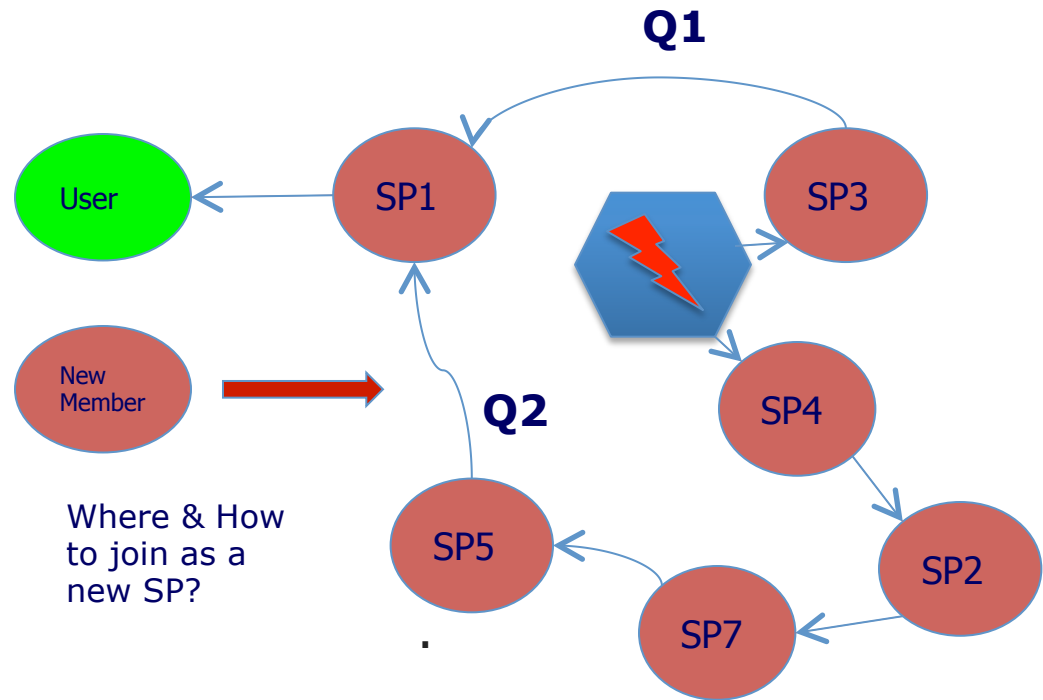 Q1
User
SP1
SP3
New
Member
Q2
SP4
Where & How
to join as a
new SP?
SP5
SP2
SP7
.